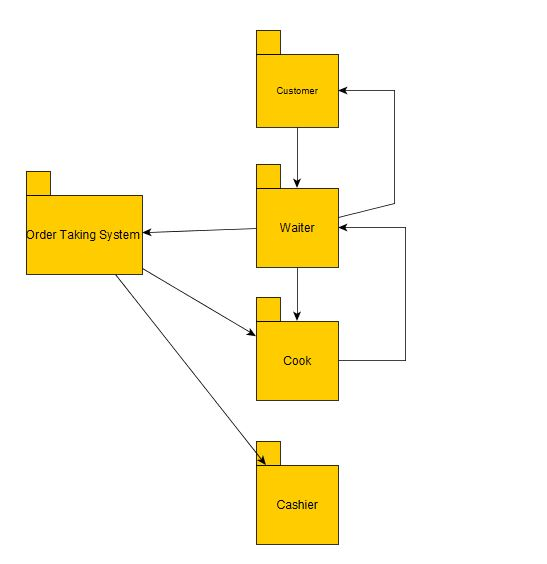 Customer
Waiter
Order Taking System
Cook
Cashier